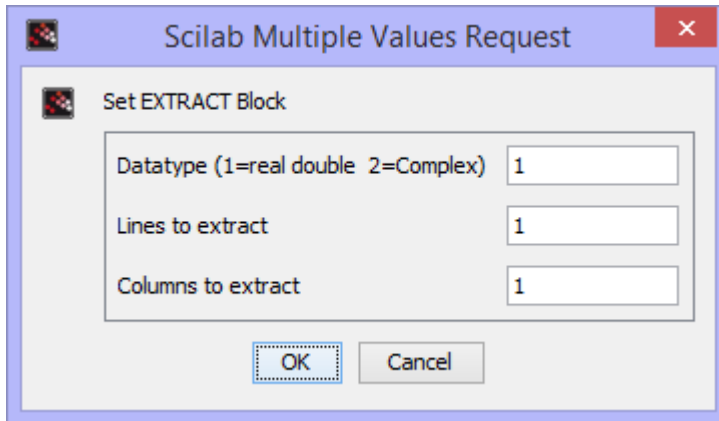 Scilab Multiple Values Request
Set EXTRACT Block
Datatype (1=real double  2=Complex) 1
Lines to extract 1
Columns to extract 1
OK Cancel